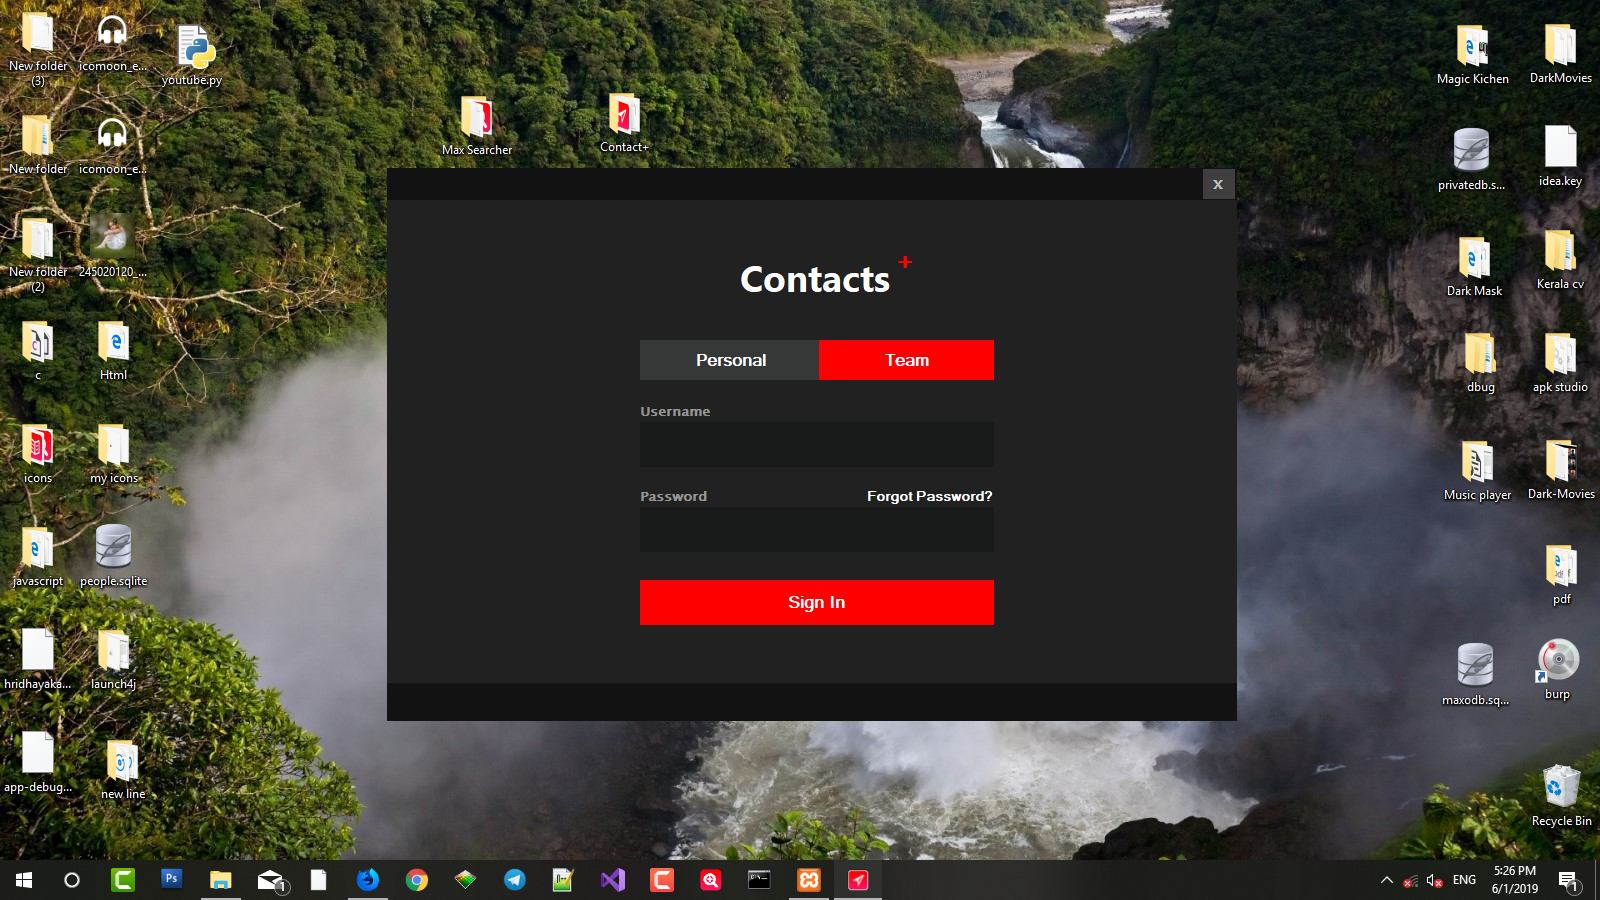 New folder
(3)
icomoon_e...
youtube.py
New folder
icomoon_e...
New folder
(2)
245020120_...
c
Html
icons
my icons
javascript
people.sqlite
hridhayaka...
launch4j
app-debug...
new line
Max Searcher
Contact+
x
Contacts +
Personal
Team
Username
Password
Forgot Password?
Sign In
Magic Kichen
DarkMovies
privatedb.s...
idea.key
Dark Mask
Kerala cv
dbug
apk studio
Music player
Dark-Movies
pdf
maxodb.sq...
burp
Recycle Bin
Ps
1
ENG
5:26 PM
6/1/2019
1